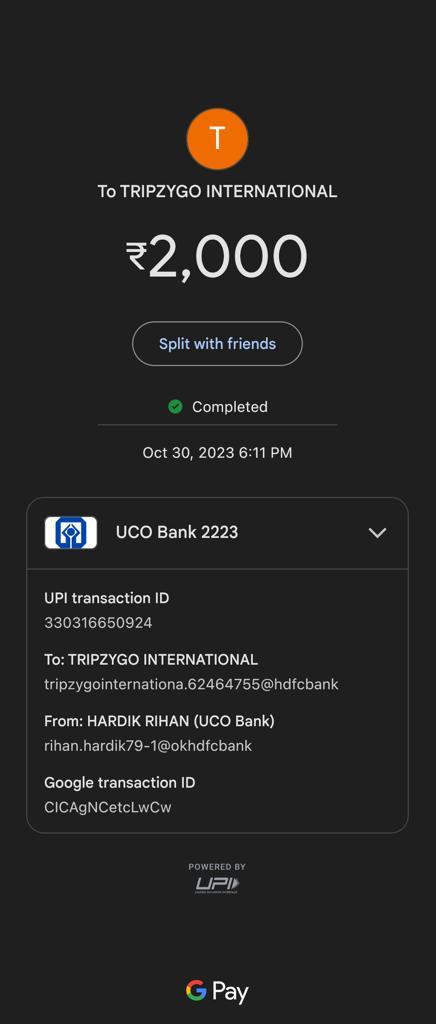 T
To TRIPZYGO INTERNATIONAL
₹2,000
Split with friends
Completed
Oct 30, 2023 6:11 PM
UCO Bank 2223
UPI transaction ID
330316650924
To: TRIPZYGO INTERNATIONAL
tripzygointernationa.62464755@hdfcbank
From: HARDIK RIHAN (UCO Bank)
rihan.hardik79-1@okhdfcbank
Google transaction ID
CICAgNCetcLwCw
POWERED BY
UPI
G Pay